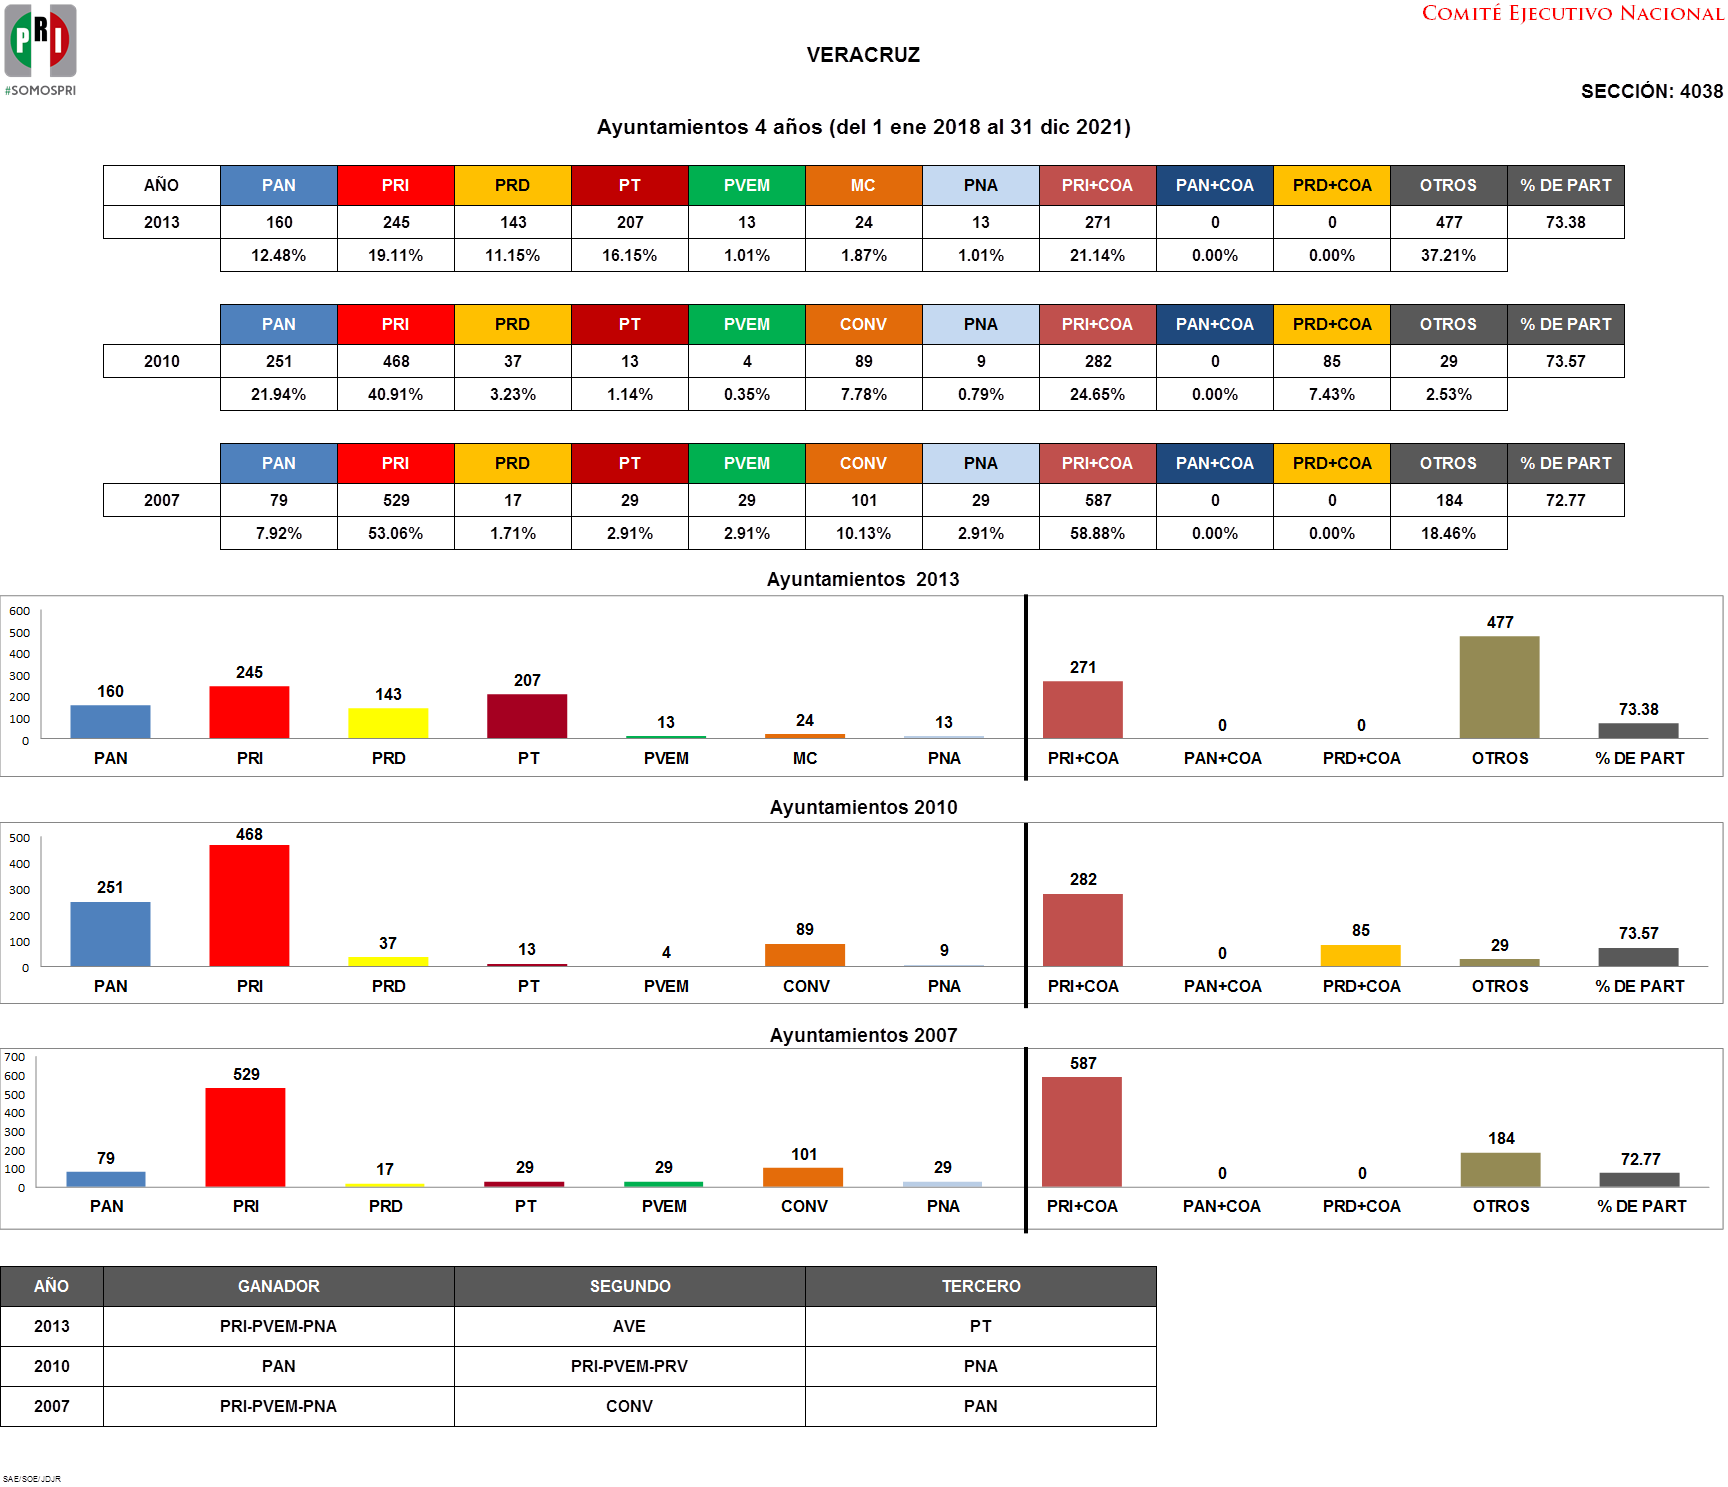 COMITÉ EJECUTIVO NACIONAL
PRI
#SOMOSPRI
VERACRUZ
SECCIÓN: 4038
Ayuntamientos 4 años (del 1 ene 2018 al 31 dic 2021)
AÑO PAN PRI PRD PT PVEM MC PNA PRI+COA PAN+COA PRD+COA OTROS % DE PART
2013 160 245 143 207 13 24 13 271 0 0 477 73.38
12.48% 19.11% 11.15% 16.15% 1.01% 1.87% 1.01% 21.14% 0.00% 0.00% 37.21%
PAN PRI PRD PT PVEM CONV PNA PRI+COA PAN+COA PRD+COA OTROS % DE PART
2010 251 468 37 13 4 89 9 282 0 85 29 73.57
21.94% 40.91% 3.23% 1.14% 0.35% 7.78% 0.79% 24.65% 0.00% 7.43% 2.53%
PAN PRI PRD PT PVEM CONV PNA PRI+COA PAN+COA PRD+COA OTROS % DE PART
2007 79 529 17 29 29 101 29 587 0 0 184 72.77
7.92% 53.06% 1.71% 2.91% 2.91% 10.13% 2.91% 58.88% 0.00% 0.00% 18.46%
Ayuntamientos 2013
600
500
400
300
200
100
0
160 245 143 207 13 24 13 271 0 0 477 73.38
PAN PRI PRD PT PVEM MC PNA PRI+COA PAN+COA PRD+COA OTROS % DE PART
Ayuntamientos 2010
500
400
300
200
100
0
251 468 37 13 4 89 9 282 0 85 29 73.57
PAN PRI PRD PT PVEM CONV PNA PRI+COA PAN+COA PRD+COA OTROS % DE PART
Ayuntamientos 2007
700
600
500
400
300
200
100
0
79 529 17 29 29 101 29 587 0 0 184 72.77
PAN PRI PRD PT PVEM CONV PNA PRI+COA PAN+COA PRD+COA OTROS % DE PART
AÑO GANADOR SEGUNDO TERCERO
2013 PRI-PVEM-PNA AVE PT
2010 PAN PRI-PVEM-PRV PNA
2007 PRI-PVEM-PNA CONV PAN
SAE/SOE/JDJR